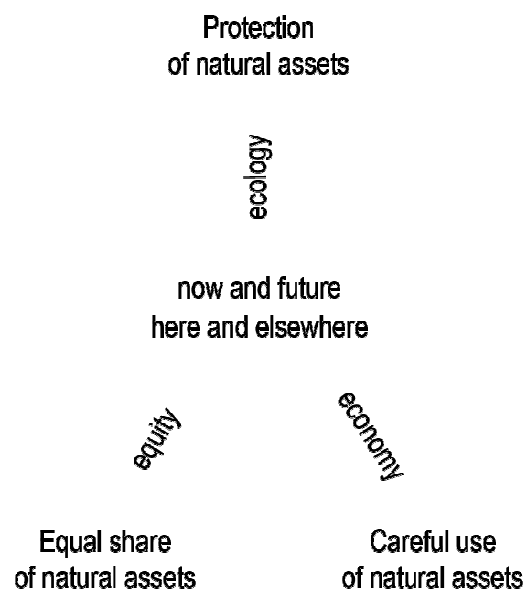 Protection
of natural assets
ecology
now and future
here and elsewhere
equity
economy
Equal share
of natural assets
Careful use
of natural assets